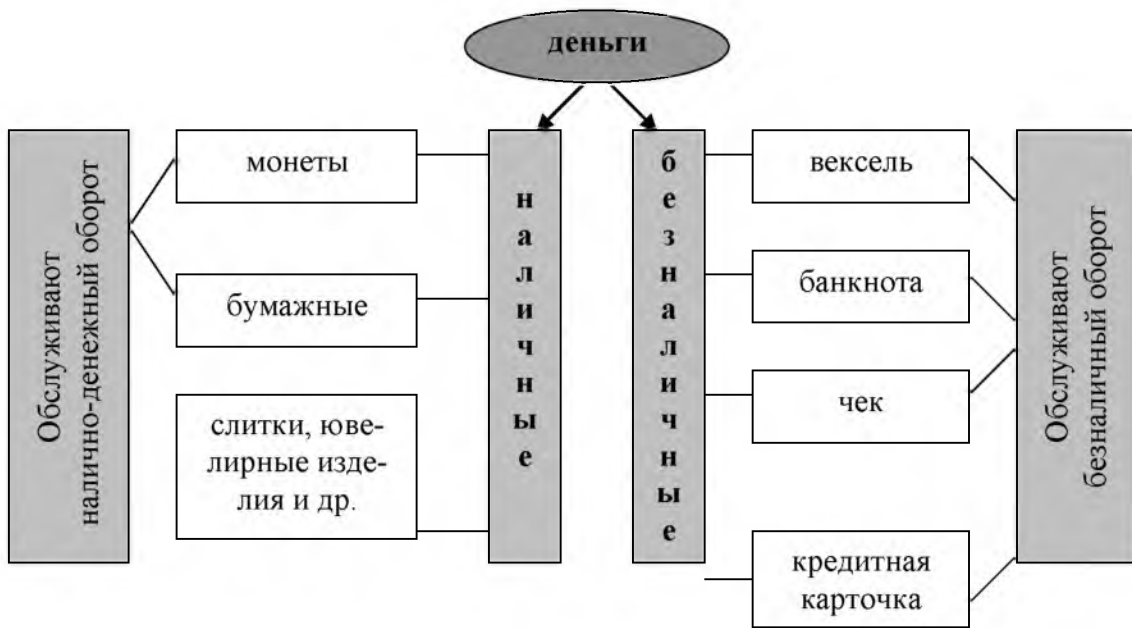 деньги
Обслуживают
налично-денежный оборот
монеты
бумажные
слитки, юве-
лирные изде-
лия и др.
наличные
безналичные
вексель
банкнота
чек
кредитная
карточка
Обслуживают
безналичный оборот